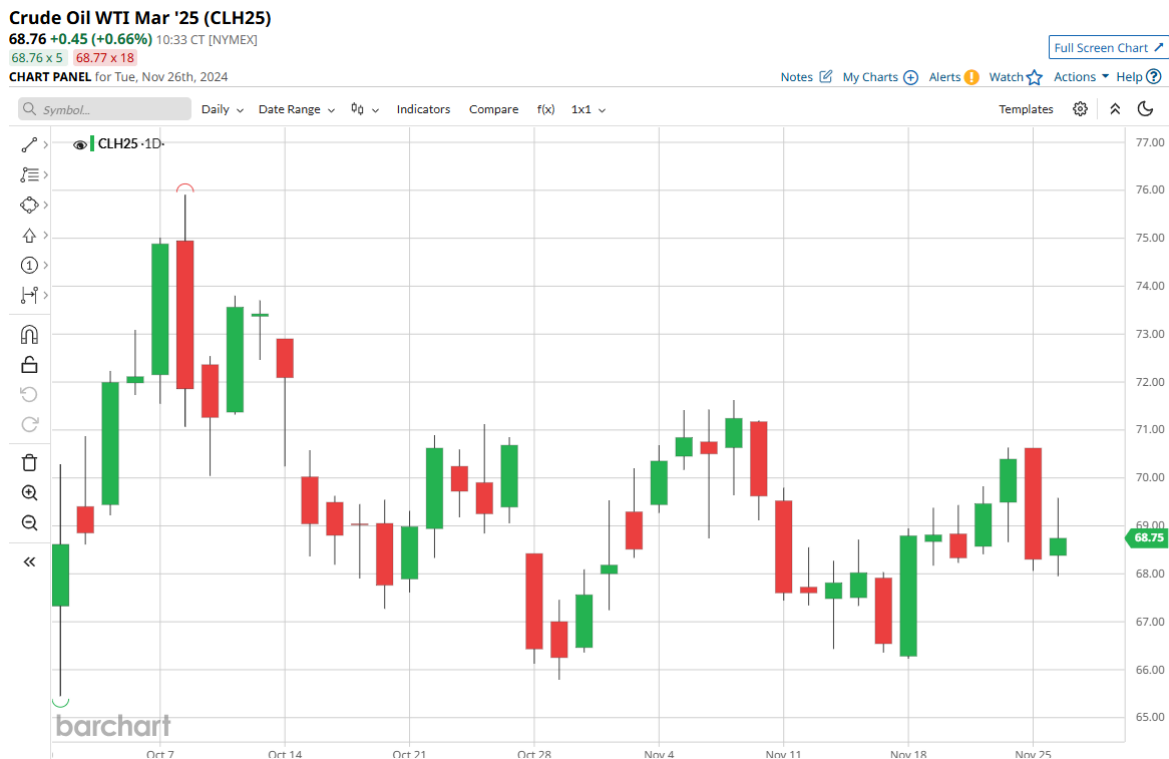 Crude Oil WTI Mar '25 (CLH25)
68.76 +0.45 (+0.66%) 10:33 CT [NYMEX]
68.76 x 5 68.77 x 18
Full Screen Chart
CHART PANEL for Tue, Nov 26th, 2024
Notes My Charts Alerts Watch Actions Help
Symbol... Daily Date Range Indicators Compare f(x) 1x1 Templates
CLH25 ·1D·
77.00
76.00
75.00
74.00
73.00
72.00
71.00
70.00
69.00
68.75
68.00
67.00
66.00
65.00
1
barchart
Oct 7 Oct 14 Oct 21 Oct 28 Nov 4 Nov 11 Nov 18 Nov 25